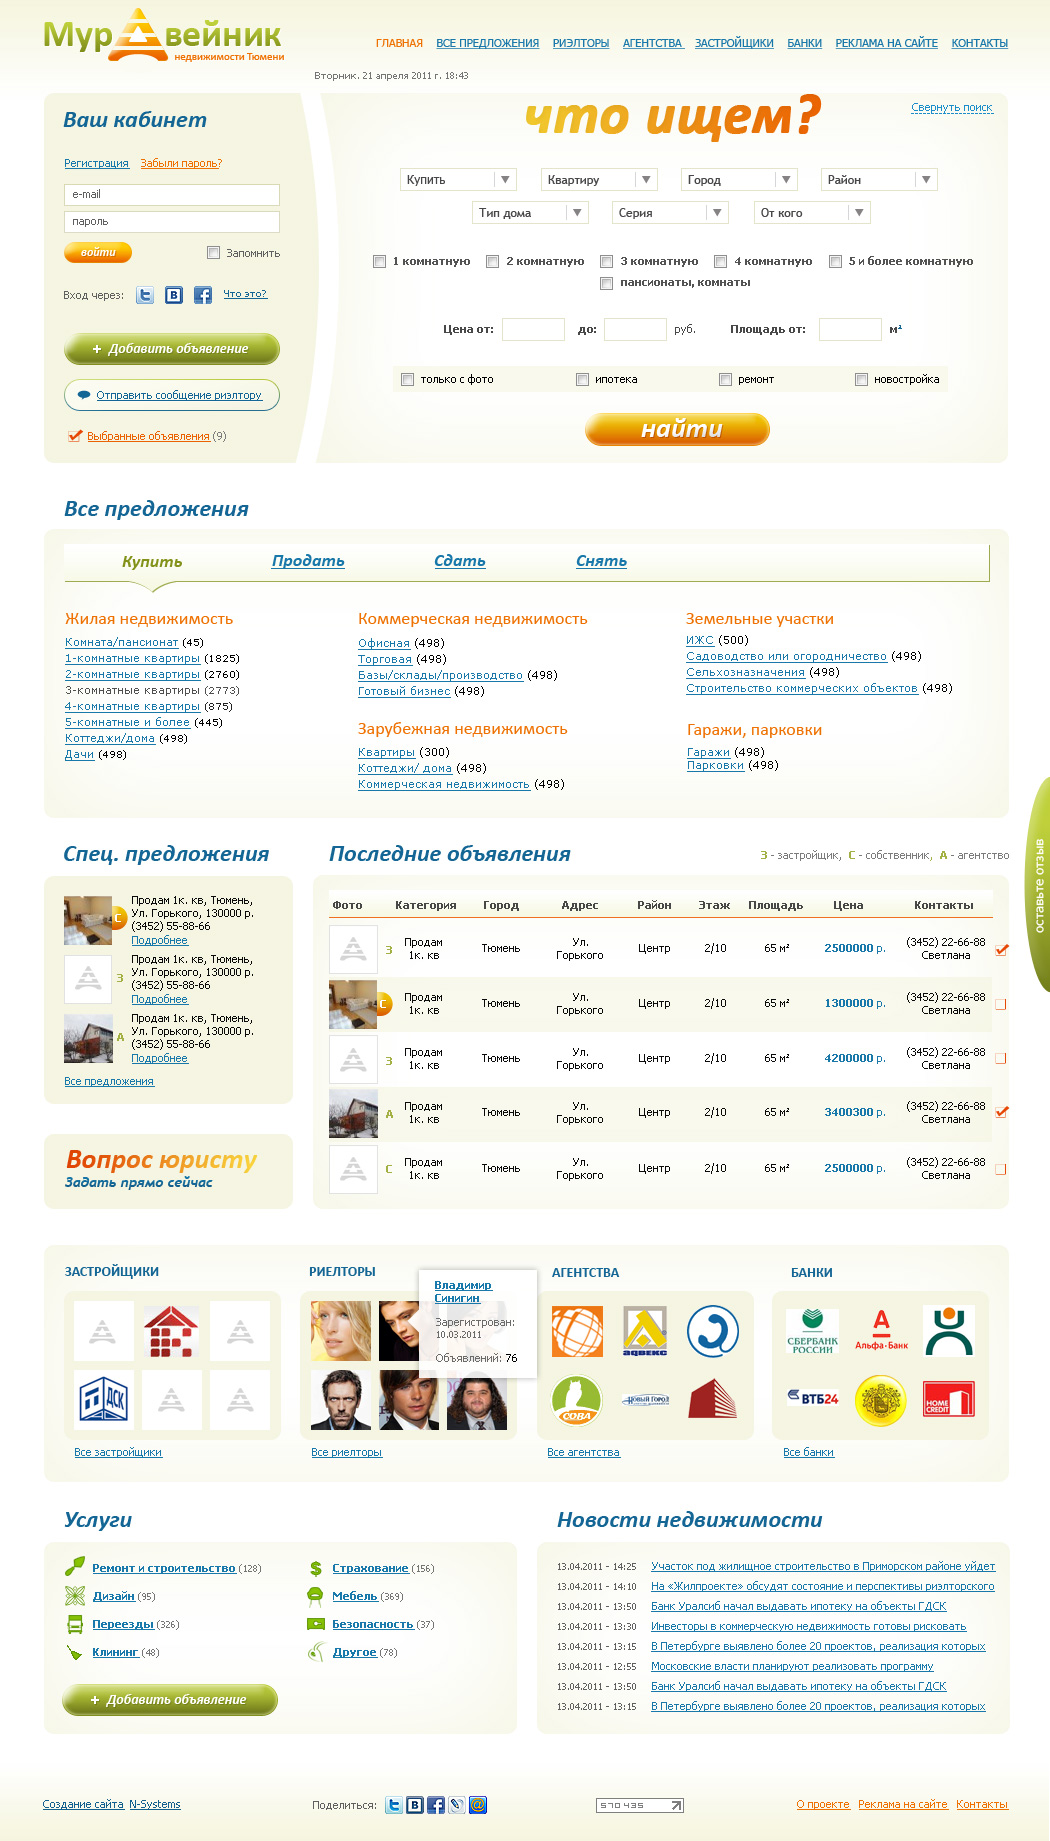 Мур вейник
недвижимости Тюмени
ГЛАВНАЯ ВСЕ ПРЕДЛОЖЕНИЯ РИЭЛТОРЫ АГЕНТСТВА ЗАСТРОЙЩИКИ БАНКИ РЕКЛАМА НА САЙТЕ КОНТАКТЫ
Вторник. 21 апреля 2011 г. 18:43
Ваш кабинет
Регистрация Забыли пароль?
e-mail
пароль
войти Запомнить
Вход через: Что это?
+ Добавить объявление
Отправить сообщение риэлтору
Выбранные объявления (9)
что ищем?
Свернуть поиск
Купить Квартиру Город Район
Тип дома Серия От кого
1 комнатную 2 комнатную 3 комнатную 4 комнатную 5 и более комнатную
пансионаты, комнаты
Цена от: до: руб. Площадь от: м²
только с фото ипотека ремонт новостройка
найти
Все предложения
Купить Продать Сдать Снять
Жилая недвижимость
Комната/пансионат (45)
1-комнатные квартиры (1825)
2-комнатные квартиры (2760)
3-комнатные квартиры (2773)
4-комнатные квартиры (875)
5-комнатные и более (445)
Коттеджи/дома (498)
Дачи (498)
Коммерческая недвижимость
Офисная (498)
Торговая (498)
Базы/склады/производство (498)
Готовый бизнес (498)
Зарубежная недвижимость
Квартиры (300)
Коттеджи/ дома (498)
Коммерческая недвижимость (498)
Земельные участки
ИЖС (500)
Садоводство или огородничество (498)
Сельхозназначения (498)
Строительство коммерческих объектов (498)
Гаражи, парковки
Гаражи (498)
Парковки (498)
оставьте отзыв
Спец. предложения
С
Продам 1к. кв, Тюмень,
Ул. Горького, 130000 р.
(3452) 55-88-66
Подробнее
З
Продам 1к. кв, Тюмень,
Ул. Горького, 130000 р.
(3452) 55-88-66
Подробнее
А
Продам 1к. кв, Тюмень,
Ул. Горького, 130000 р.
(3452) 55-88-66
Подробнее
Все предложения
Вопрос юристу
Задать прямо сейчас
Последние объявления
З - застройщик, С - собственник, А - агентство
Фото Категория Город Адрес Район Этаж Площадь Цена Контакты
З Продам 1к. кв Тюмень Ул. Горького Центр 2/10 65 м² 2500000 р. (3452) 22-66-88 Светлана
С Продам 1к. кв Тюмень Ул. Горького Центр 2/10 65 м² 1300000 р. (3452) 22-66-88 Светлана
З Продам 1к. кв Тюмень Ул. Горького Центр 2/10 65 м² 4200000 р. (3452) 22-66-88 Светлана
А Продам 1к. кв Тюмень Ул. Горького Центр 2/10 65 м² 3400300 р. (3452) 22-66-88 Светлана
С Продам 1к. кв Тюмень Ул. Горького Центр 2/10 65 м² 2500000 р. (3452) 22-66-88 Светлана
ЗАСТРОЙЩИКИ
ДСК
Все застройщики
РИЕЛТОРЫ
Владимир
Синигин
Зарегистрирован:
10.03.2011
Объявлений: 76
Все риелторы
АГЕНТСТВА
адвекс
СОВА
Новый Город
Все агентства
БАНКИ
СБЕРБАНК
РОССИИ
Альфа·Банк
ВТБ24
HOME
CREDIT
Все банки
Услуги
Ремонт и строительство (128)
Дизайн (95)
Переезды (326)
Клининг (48)
Страхование (156)
Мебель (369)
Безопасность (37)
Другое (78)
+ Добавить объявление
Новости недвижимости
13.04.2011 - 14:25 Участок под жилищное строительство в Приморском районе уйдет
13.04.2011 - 14:10 На «Жилпроекте» обсудят состояние и перспективы риэлторского
13.04.2011 - 13:50 Банк Уралсиб начал выдавать ипотеку на объекты ГДСК
13.04.2011 - 13:30 Инвесторы в коммерческую недвижимость готовы рисковать
13.04.2011 - 13:15 В Петербурге выявлено более 20 проектов, реализация которых
13.04.2011 - 12:55 Московские власти планируют реализовать программу
13.04.2011 - 13:50 Банк Уралсиб начал выдавать ипотеку на объекты ГДСК
13.04.2011 - 13:15 В Петербурге выявлено более 20 проектов, реализация которых
Создание сайта N-Systems
Поделиться:
570435
О проекте Реклама на сайте Контакты